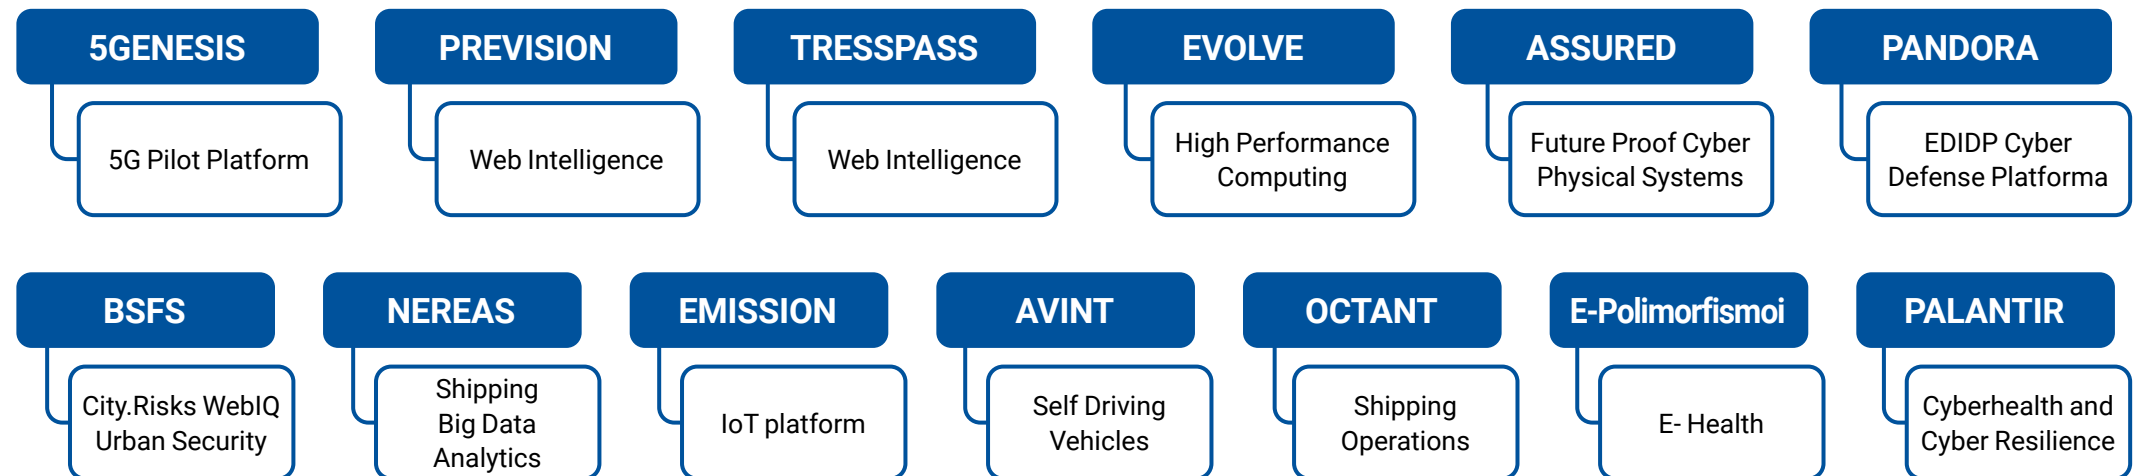 5GENESIS
5G Pilot Platform
PREVISION
Web Intelligence
TRESSPASS
Web Intelligence
EVOLVE
High Performance
Computing
ASSURED
Future Proof Cyber
Physical Systems
PANDORA
EDIDP Cyber
Defense Platforma
BSFS
City.Risks WebIQ
Urban Security
NEREAS
Shipping
Big Data
Analytics
EMISSION
IoT platform
AVINT
Self Driving
Vehicles
OCTANT
Shipping
Operations
E-Polimorfismoi
E- Health
PALANTIR
Cyberhealth and
Cyber Resilience